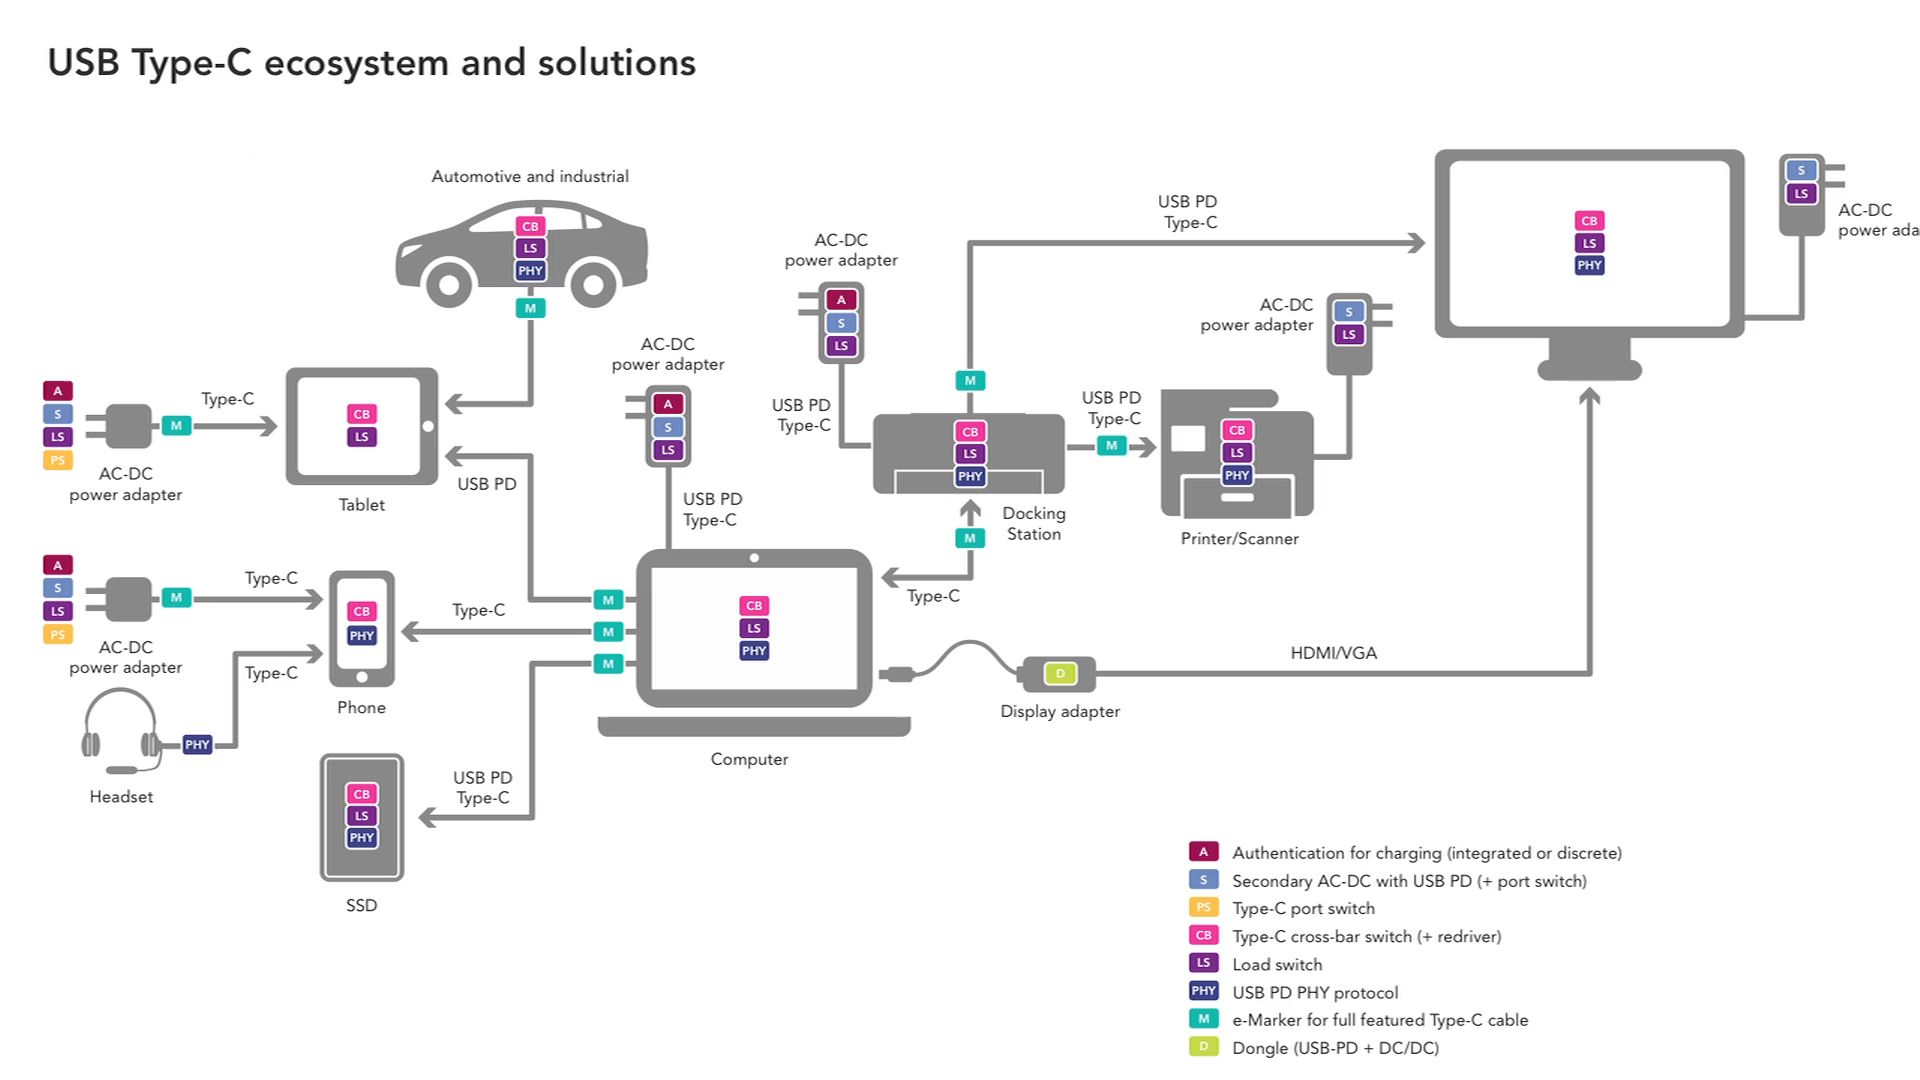 USB Type-C ecosystem and solutions
Automotive and industrial
CB
LS
PHY
M
A
S
LS
PS
M
Type-C
AC-DC
power adapter
CB
LS
Tablet
USB PD
AC-DC
power adapter
A
S
LS
USB PD
Type-C
AC-DC
power adapter
A
S
LS
USB PD
Type-C
USB PD
Type-C
M
CB
LS
PHY
Docking
Station
M
Type-C
USB PD
Type-C
M
CB
LS
PHY
Printer/Scanner
AC-DC
power adapter
S
LS
CB
LS
PHY
S
LS
AC-DC
power ada
A
S
LS
PS
M
Type-C
AC-DC
power adapter
Type-C
CB
PHY
Phone
PHY
Headset
Type-C
M
M
M
CB
LS
PHY
Computer
D
Display adapter
HDMI/VGA
USB PD
Type-C
CB
LS
PHY
SSD
A Authentication for charging (integrated or discrete)
S Secondary AC-DC with USB PD (+ port switch)
PS Type-C port switch
CB Type-C cross-bar switch (+ redriver)
LS Load switch
PHY USB PD PHY protocol
M e-Marker for full featured Type-C cable
D Dongle (USB-PD + DC/DC)